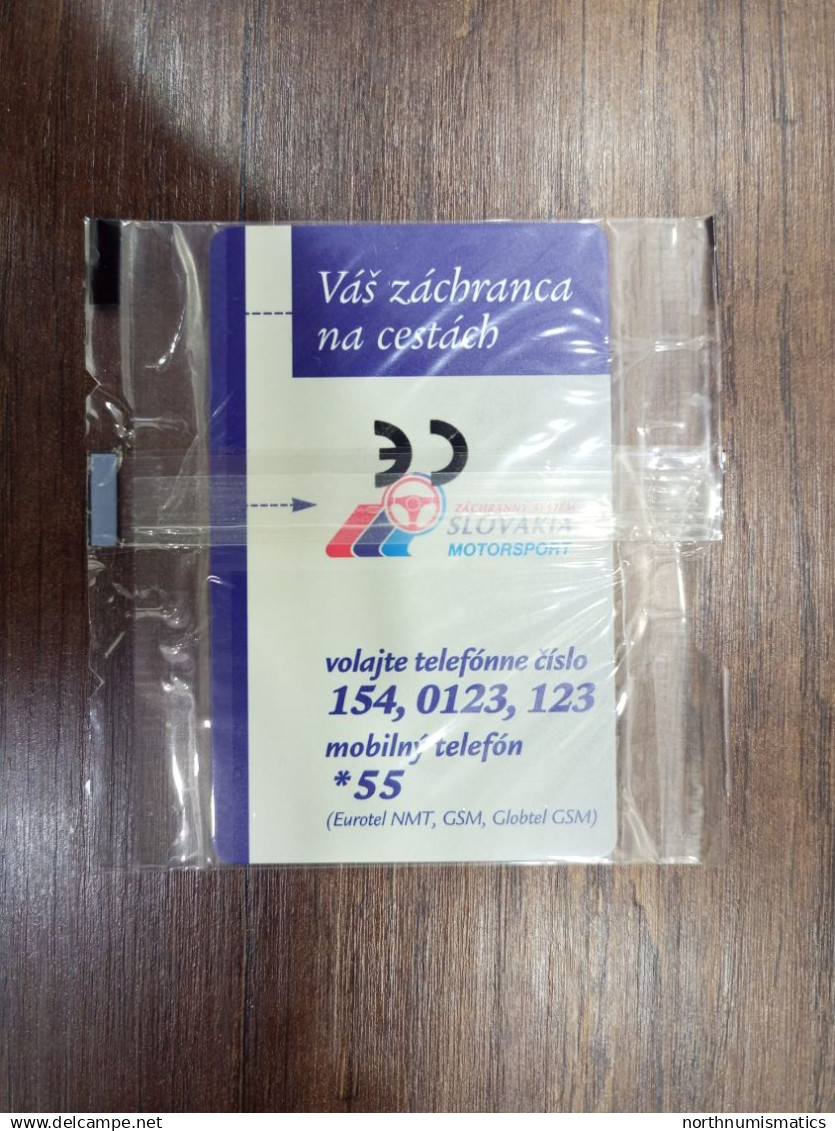 Váš záchranca
na cestách
ZÁCHRANNÝ SYSTÉM
SLOVAKIA
MOTORSPORT
volajte telefónne číslo
154, 0123, 123
mobilný telefón
*55
(Eurotel NMT, GSM, Globtel GSM)
www.delcampe.net
northnumismatics